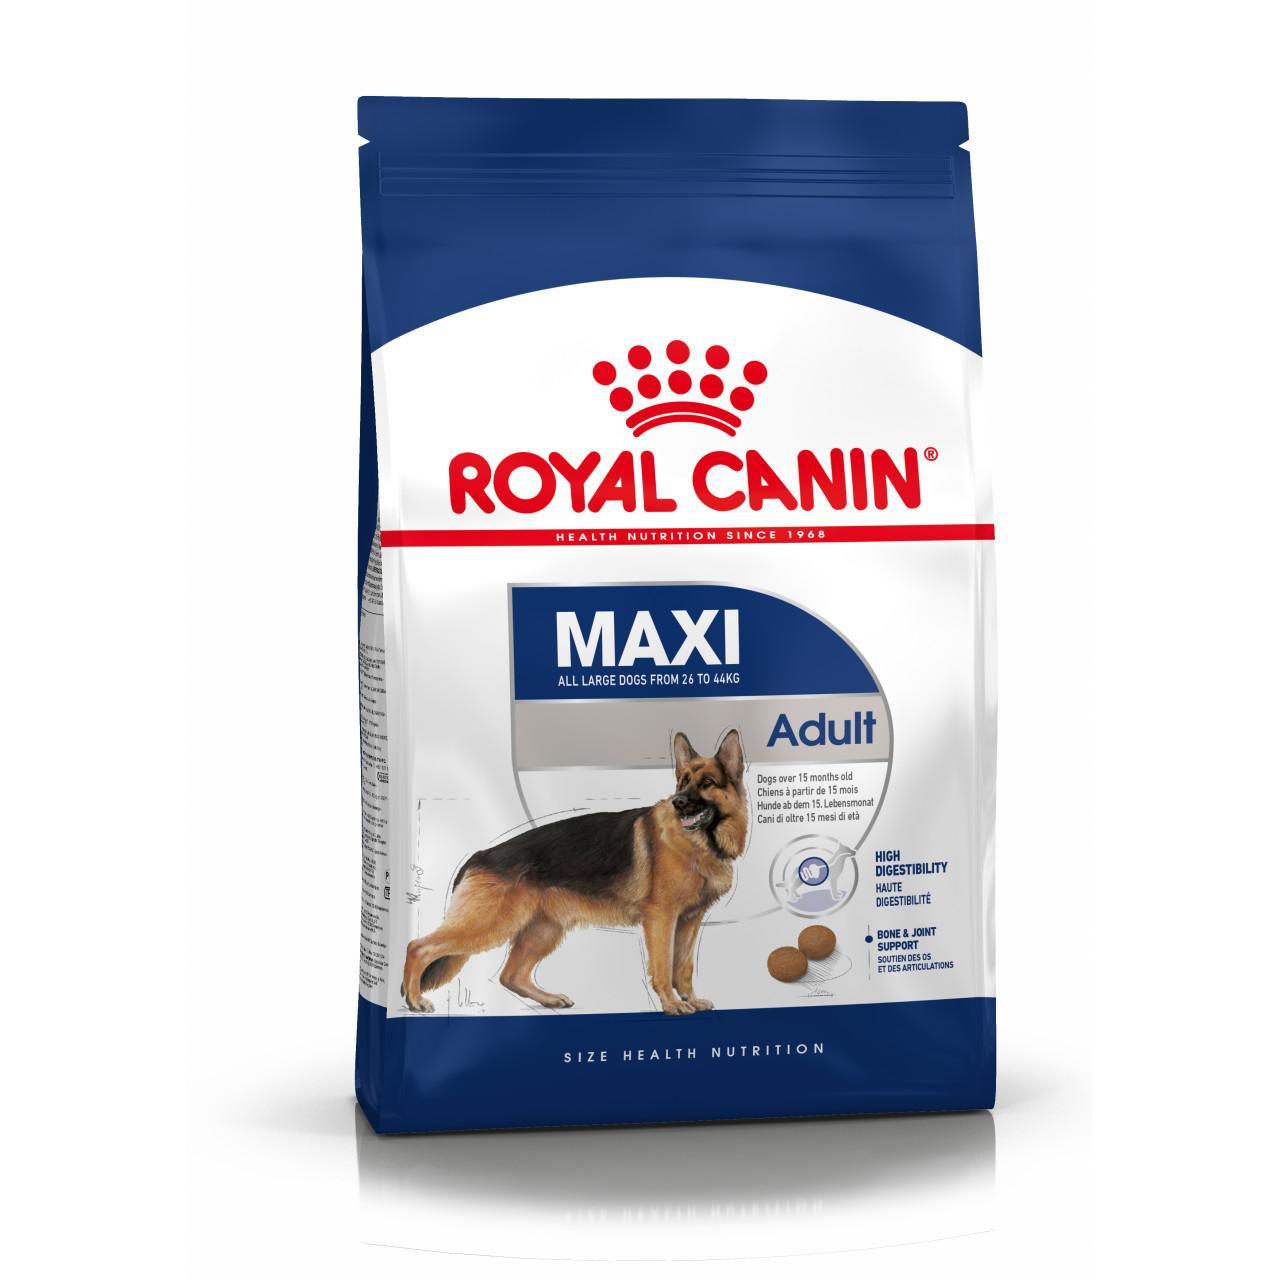 ROYAL CANIN®
HEALTH NUTRITION SINCE 1968
MAXI
ALL LARGE DOGS FROM 26 TO 44KG
Adult
Dogs over 15 months old
Chiens à partir de 15 mois
Hunde ab dem 15. Lebensmonat
Cani di oltre 15 mesi di età
HIGH
DIGESTIBILITY
HAUTE
DIGESTIBILITÉ
BONE & JOINT
SUPPORT
SOUTIEN DES OS
ET DES ARTICULATIONS
SIZE HEALTH NUTRITION